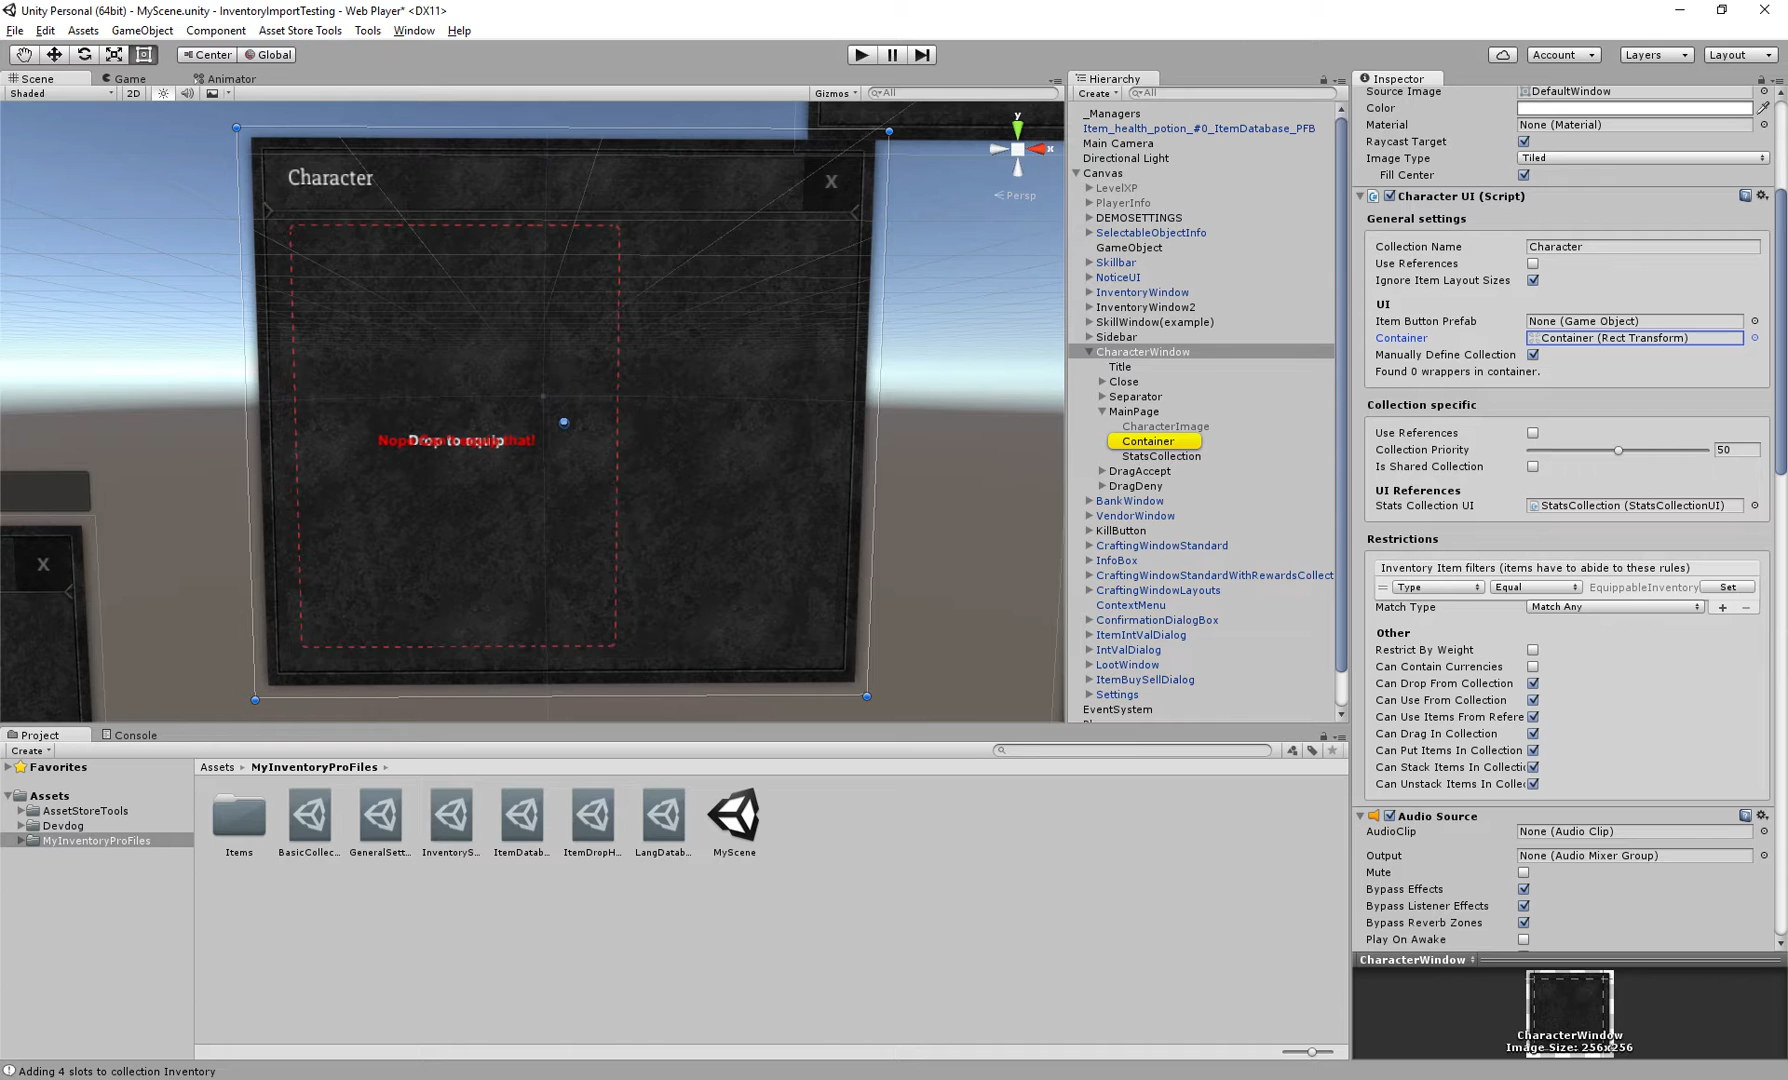 Unity Personal (64bit) - MyScene.unity - InventoryImportTesting - Web Player* <DX11>
File Edit Assets GameObject Component Asset Store Tools Tools Window Help
Center Global Account Layers Layout
Scene Game Animator
Shaded 2D Gizmos All
y
x
Persp
Character X
Nope Drop to equip that!
X
Hierarchy
Create All
_Managers
Item_health_potion_#0_ItemDatabase_PFB
Main Camera
Directional Light
Canvas
LevelXP
PlayerInfo
DEMOSETTINGS
SelectableObjectInfo
GameObject
Skillbar
NoticeUI
InventoryWindow
InventoryWindow2
SkillWindow(example)
Sidebar
CharacterWindow
Title
Close
Separator
MainPage
CharacterImage
Container
StatsCollection
DragAccept
DragDeny
BankWindow
VendorWindow
KillButton
CraftingWindowStandard
InfoBox
CraftingWindowStandardWithRewardsCollect
CraftingWindowLayouts
ContextMenu
ConfirmationDialogBox
ItemIntValDialog
IntValDialog
LootWindow
ItemBuySellDialog
Settings
EventSystem
Inspector
Source Image DefaultWindow
Color
Material None (Material)
Raycast Target
Image Type Tiled
Fill Center
Character UI (Script)
General settings
Collection Name Character
Use References
Ignore Item Layout Sizes
UI
Item Button Prefab None (Game Object)
Container Container (Rect Transform)
Manually Define Collection
Found 0 wrappers in container.
Collection specific
Use References
Collection Priority 50
Is Shared Collection
UI References
Stats Collection UI StatsCollection (StatsCollectionUI)
Restrictions
Inventory Item filters (items have to abide to these rules)
Type Equal EquippableInventory Set
Match Type Match Any + -
Other
Restrict By Weight
Can Contain Currencies
Can Drop From Collection
Can Use From Collection
Can Use Items From Refere
Can Drag In Collection
Can Put Items In Collection
Can Stack Items In Collecti
Can Unstack Items In Collec
Audio Source
AudioClip None (Audio Clip)
Output None (Audio Mixer Group)
Mute
Bypass Effects
Bypass Listener Effects
Bypass Reverb Zones
Play On Awake
CharacterWindow
CharacterWindow
Image Size: 256x256
Project Console
Create
Favorites
Assets
AssetStoreTools
Devdog
MyInventoryProFiles
Assets MyInventoryProFiles
Items BasicCollec... GeneralSett... InventoryS... ItemDatab... ItemDropH... LangDatab... MyScene
Adding 4 slots to collection Inventory